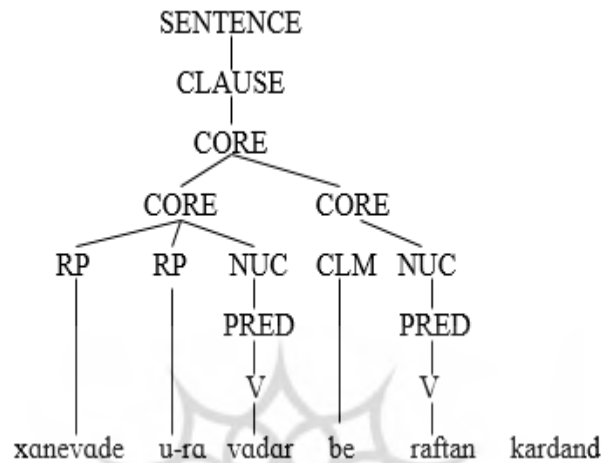 SENTENCE
CLAUSE
CORE
CORE CORE
RP RP NUC CLM NUC
PRED PRED
V V
xanevade u-ra vadar be raftan kardand